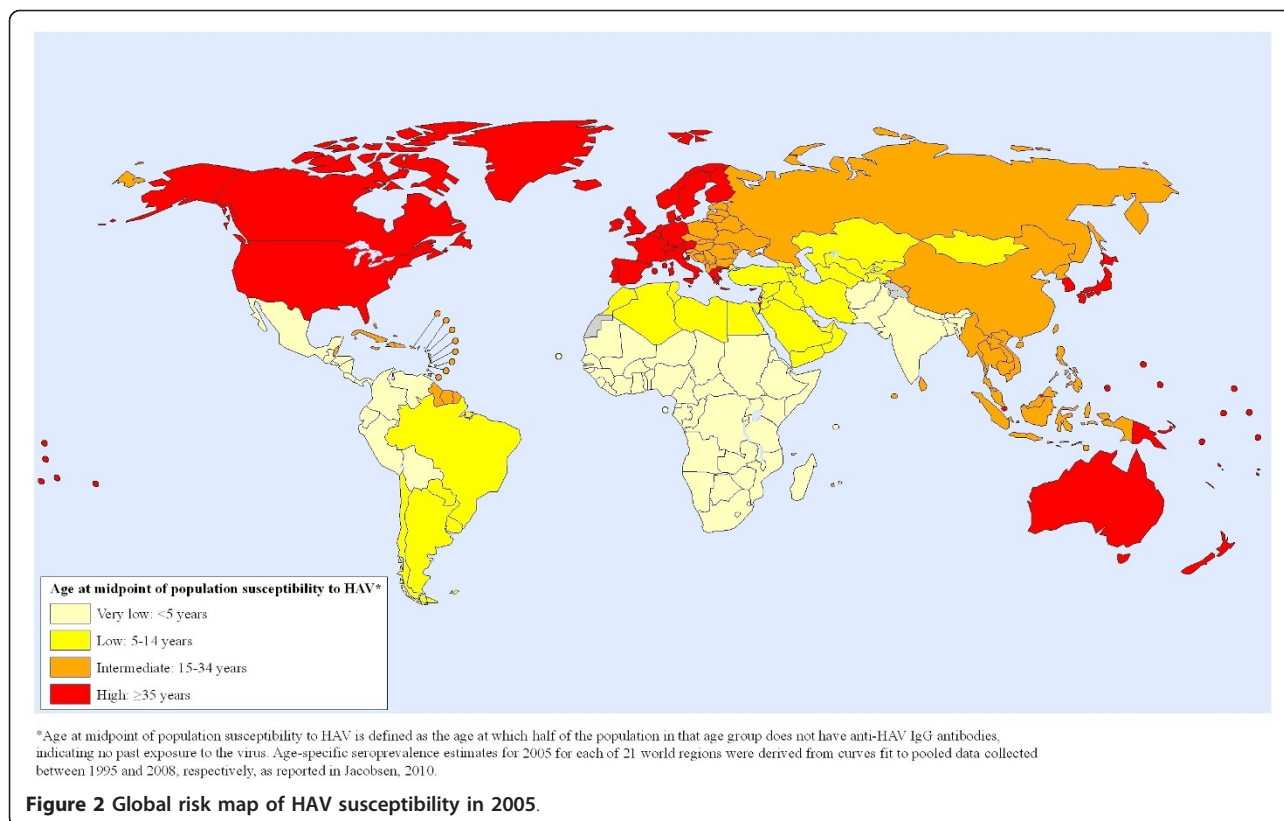 Age at midpoint of population susceptibility to HAV*
Very low: <5 years
Low: 5-14 years
Intermediate: 15-34 years
High: ≥35 years
*Age at midpoint of population susceptibility to HAV is defined as the age at which half of the population in that age group does not have anti-HAV IgG antibodies,
indicating no past exposure to the virus. Age-specific seroprevalence estimates for 2005 for each of 21 world regions were derived from curves fit to pooled data collected
between 1995 and 2008, respectively, as reported in Jacobsen, 2010.
Figure 2 Global risk map of HAV susceptibility in 2005.